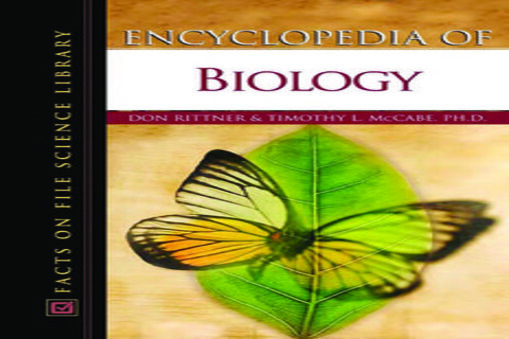 ENCYCLOPEDIA OF
BIOLOGY
DON RITTNER & TIMOTHY L. McCABE, PH.D.
FACTS ON FILE SCIENCE LIBRARY